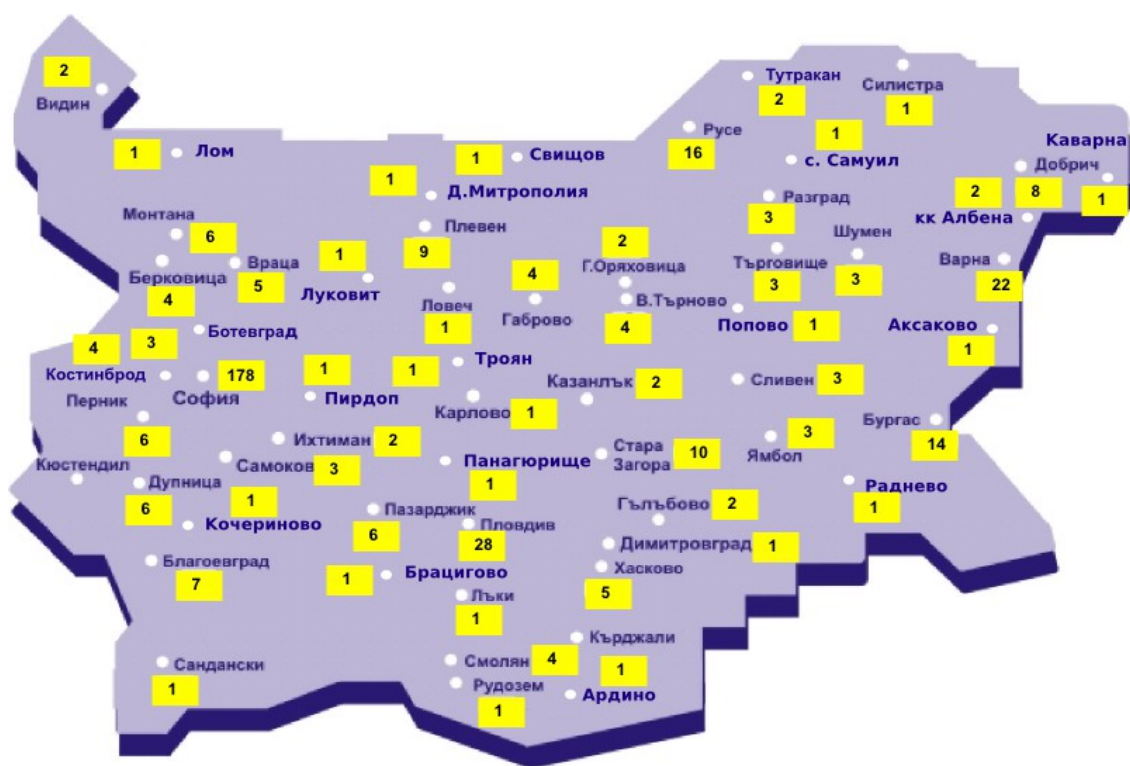 2
Видин
Тутракан
2
Силистра
1
Русе
16
1
с. Самуил
Каварна
Добрич
1
Лом
1
Свищов
1
Д.Митрополия
2
8
1
кк Албена
Разград
3
Монтана
6
Плевен
9
2
Г.Оряховица
Шумен
3
Търговище
3
Варна
22
Берковица
4
Враца
5
1
Луковит
Ловеч
1
4
Габрово
В.Търново
4
Попово
1
Аксаково
1
Ботевград
3
4
Костинброд
София
178
1
Пирдоп
1
Троян
Казанлък
2
Сливен
3
Перник
6
Карлово
1
Бургас
14
Ихтиман
2
Самоков
3
Панагюрище
1
Стара
Загора
10
3
Ямбол
Кюстендил
Дупница
6
1
Кочериново
Раднево
1
Пазарджик
6
Пловдив
28
Гълъбово
2
Димитровград
1
Благоевград
7
1
Брацигово
Хасково
5
Лъки
1
Кърджали
4
Сандански
1
Смолян
1
Рудозем
1
Ардино